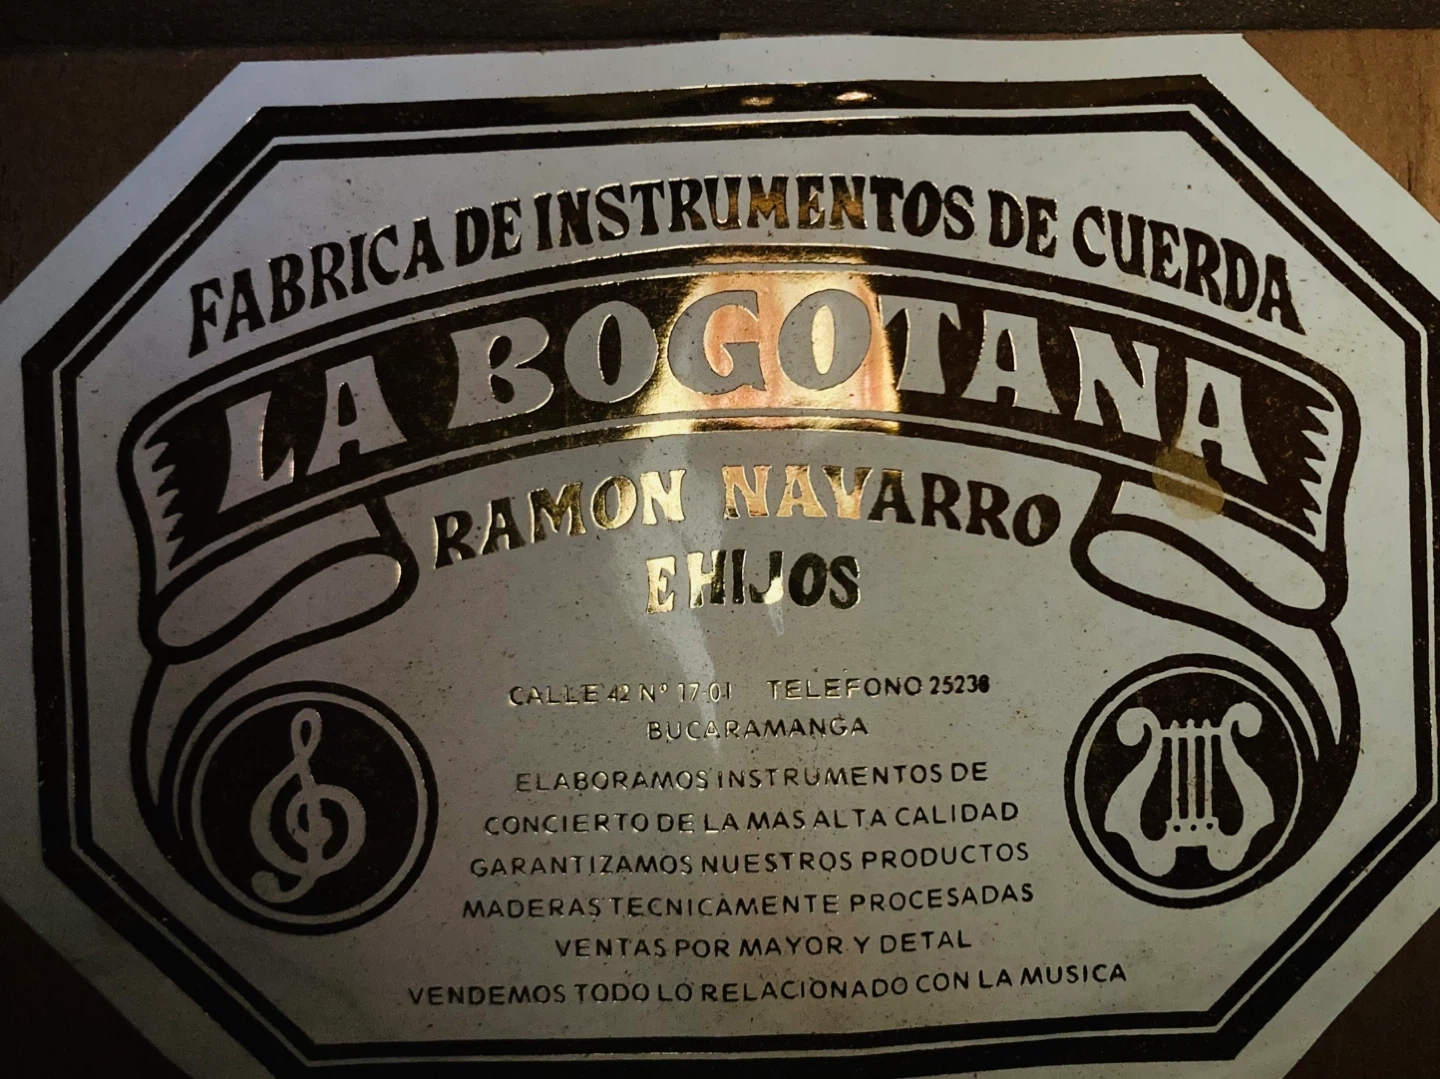 FABRICA DE INSTRUMENTOS DE CUERDA
LA BOGOTANA
RAMON NAVARRO
E HIJOS
CALLE 42 Nº 17-01 TELEFONO 25238
BUCARAMANGA
ELABORAMOS INSTRUMENTOS DE
CONCIERTO DE LA MAS ALTA CALIDAD
GARANTIZAMOS NUESTROS PRODUCTOS
MADERAS TECNICAMENTE PROCESADAS
VENTAS POR MAYOR Y DETAL
VENDEMOS TODO LO RELACIONADO CON LA MUSICA